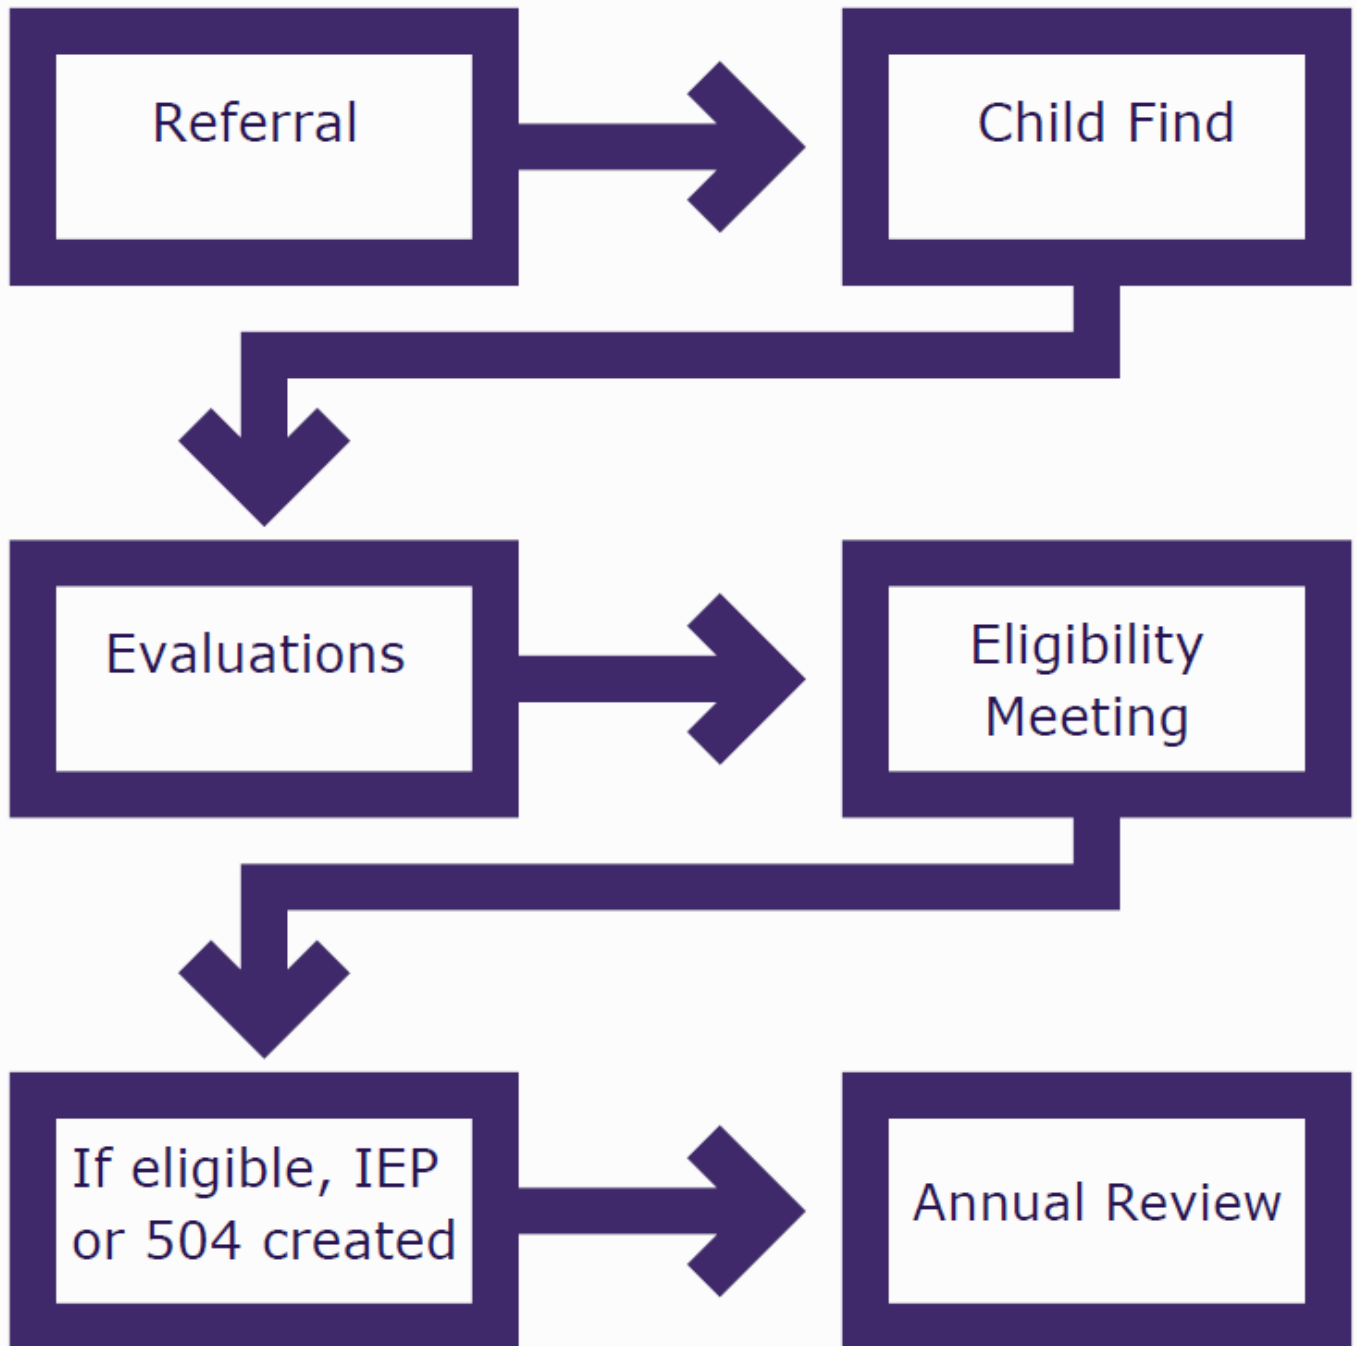 Referral
Child Find
Evaluations
Eligibility
Meeting
If eligible, IEP
or 504 created
Annual Review